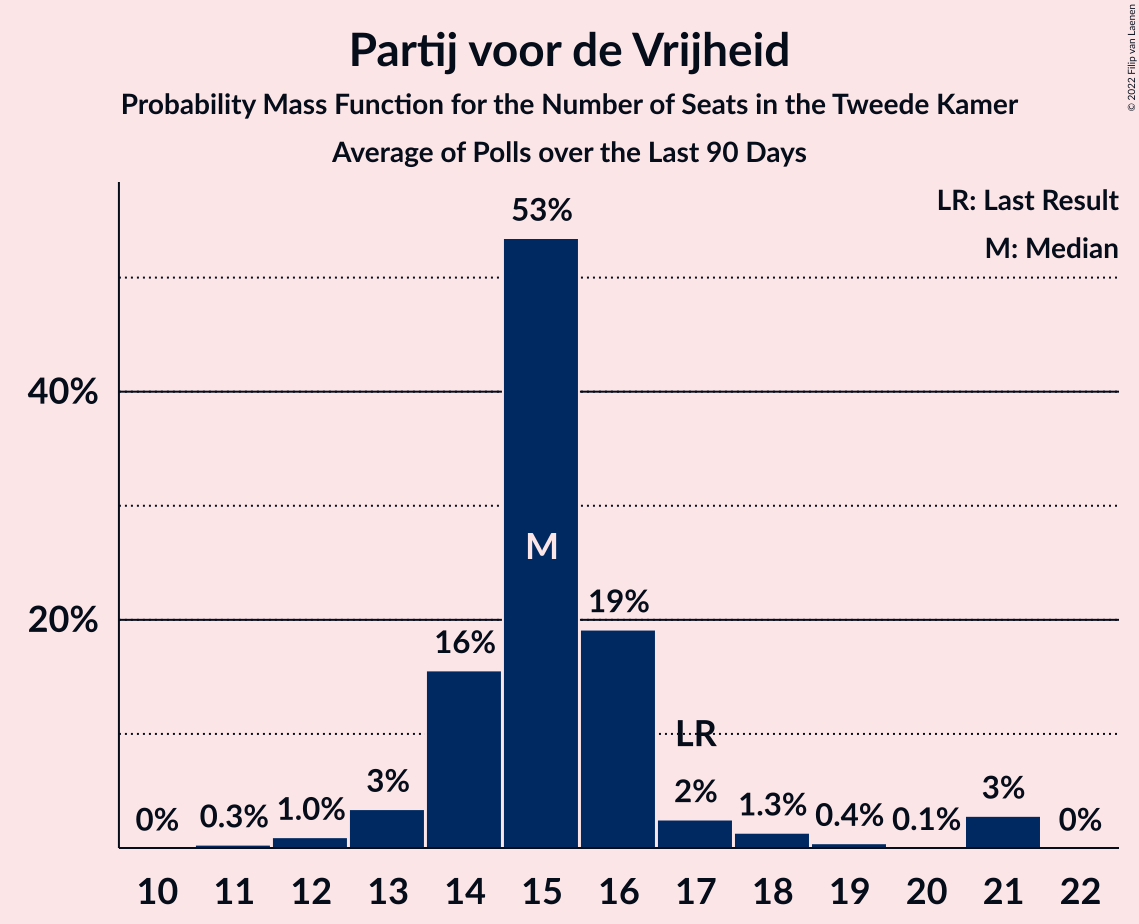 Partij voor de Vrijheid
Probability Mass Function for the Number of Seats in the Tweede Kamer
Average of Polls over the Last 90 Days
© 2022 Filip van Laenen
LR: Last Result
M: Median
53%
40%
M
20%
19%
16%
LR
0%
0.3%
1.0%
3%
2%
1.3%
0.4%
0.1%
3%
0%
10 11 12 13 14 15 16 17 18 19 20 21 22